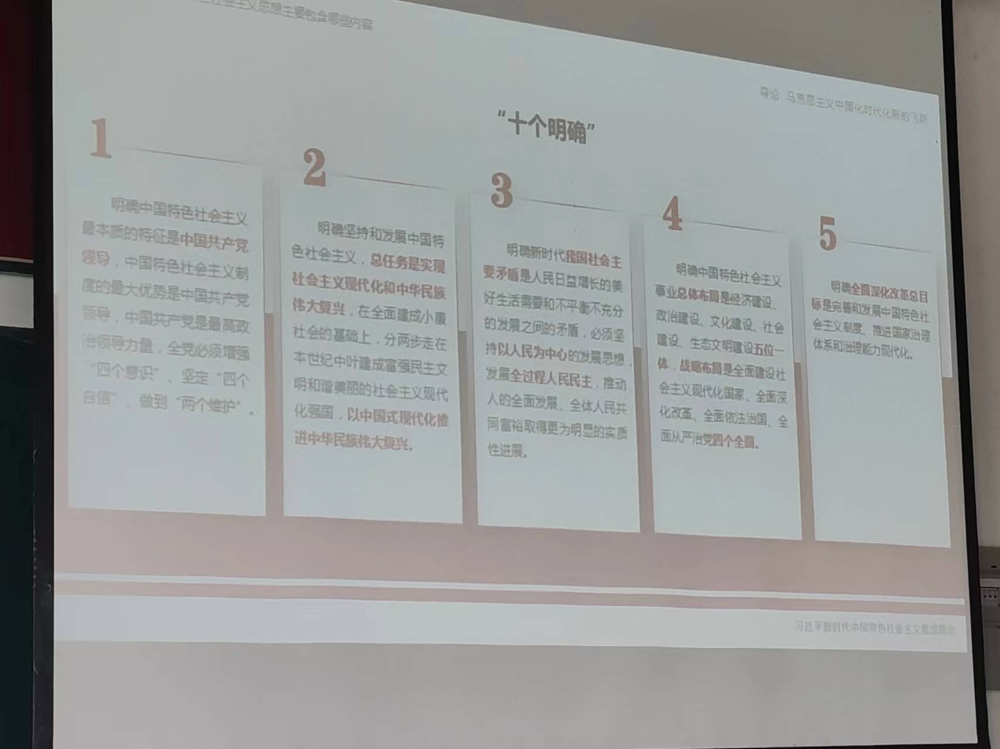 色社会主义思想主要包含哪些内容
导论 马克思主义中国化时代化新的飞跃
“十个明确”
1
明确中国特色社会主义
最本质的特征是中国共产党
领导，中国特色社会主义制
度的最大优势是中国共产党
领导，中国共产党是最高政
治领导力量，全党必须增强
“四个意识”、坚定“四个
自信”、做到“两个维护”。
2
明确坚持和发展中国特
色社会主义，总任务是实现
社会主义现代化和中华民族
伟大复兴，在全面建成小康
社会的基础上，分两步走在
本世纪中叶建成富强民主文
明和谐美丽的社会主义现代
化强国，以中国式现代化推
进中华民族伟大复兴。
3
明确新时代我国社会主
要矛盾是人民日益增长的美
好生活需要和不平衡不充分
的发展之间的矛盾，必须坚
持以人民为中心的发展思想，
发展全过程人民民主，推动
人的全面发展、全体人民共
同富裕取得更为明显的实质
性进展。
4
明确中国特色社会主义
事业总体布局是经济建设、
政治建设、文化建设、社会
建设、生态文明建设五位一
体，战略布局是全面建设社
会主义现代化国家、全面深
化改革、全面依法治国、全
面从严治党四个全面。
5
明确全面深化改革总目
标是完善和发展中国特色社
会主义制度、推进国家治理
体系和治理能力现代化。
习近平新时代中国特色社会主义思想概论